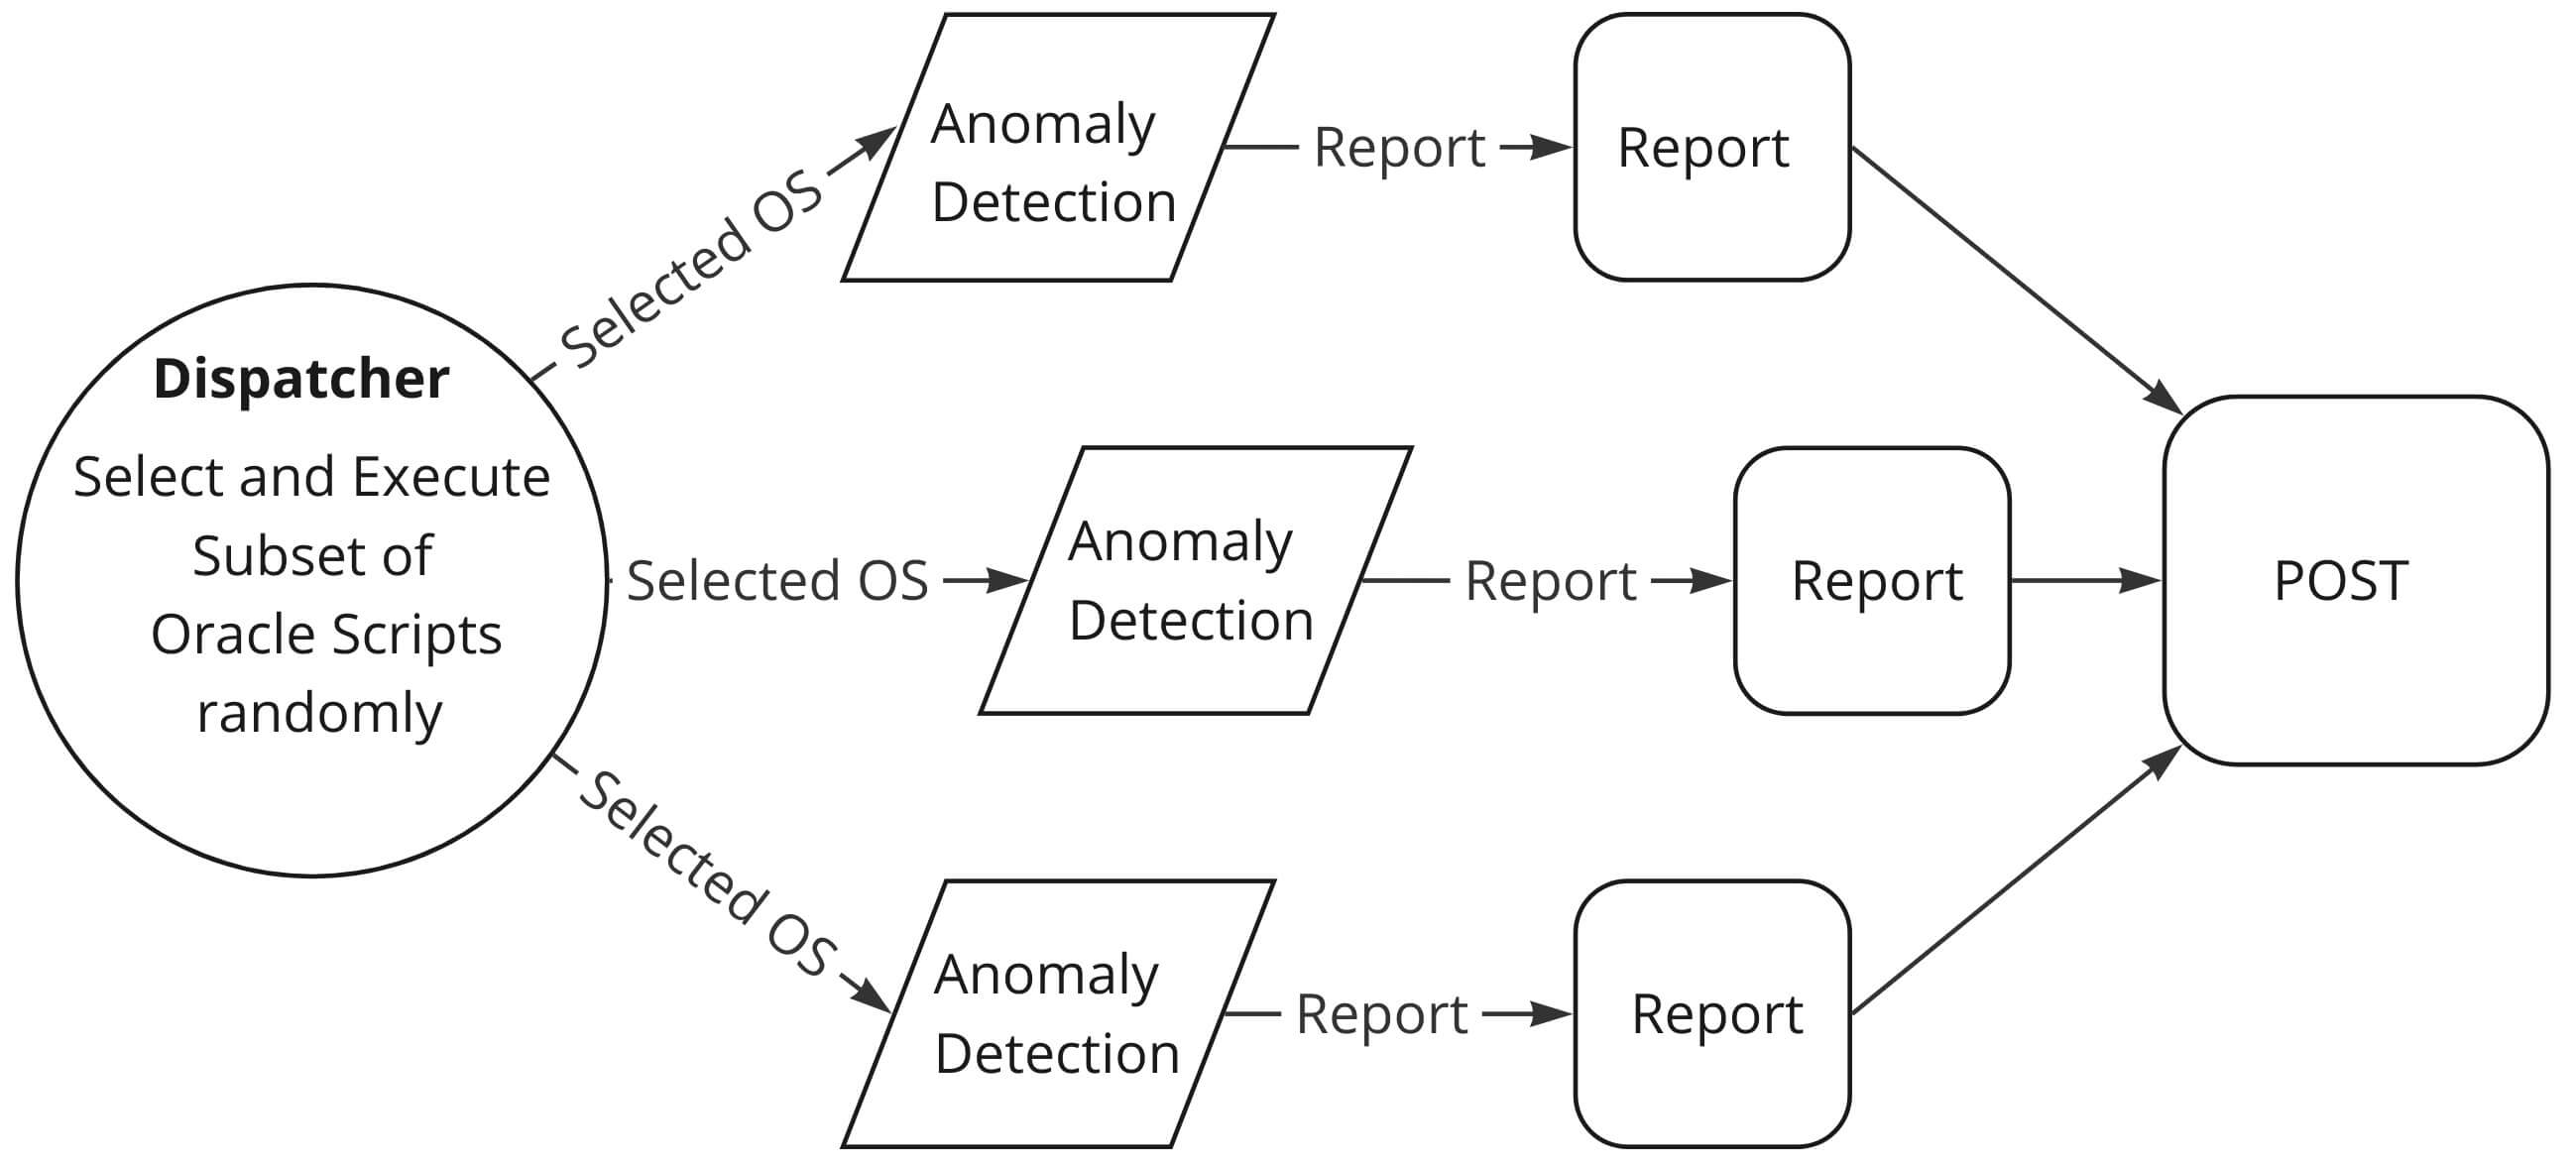 Dispatcher
Select and Execute
Subset of
Oracle Scripts
randomly
Selected OS
Anomaly
Detection
Report
Report
Selected OS
Anomaly
Detection
Report
Report
Selected OS
Anomaly
Detection
Report
Report
POST